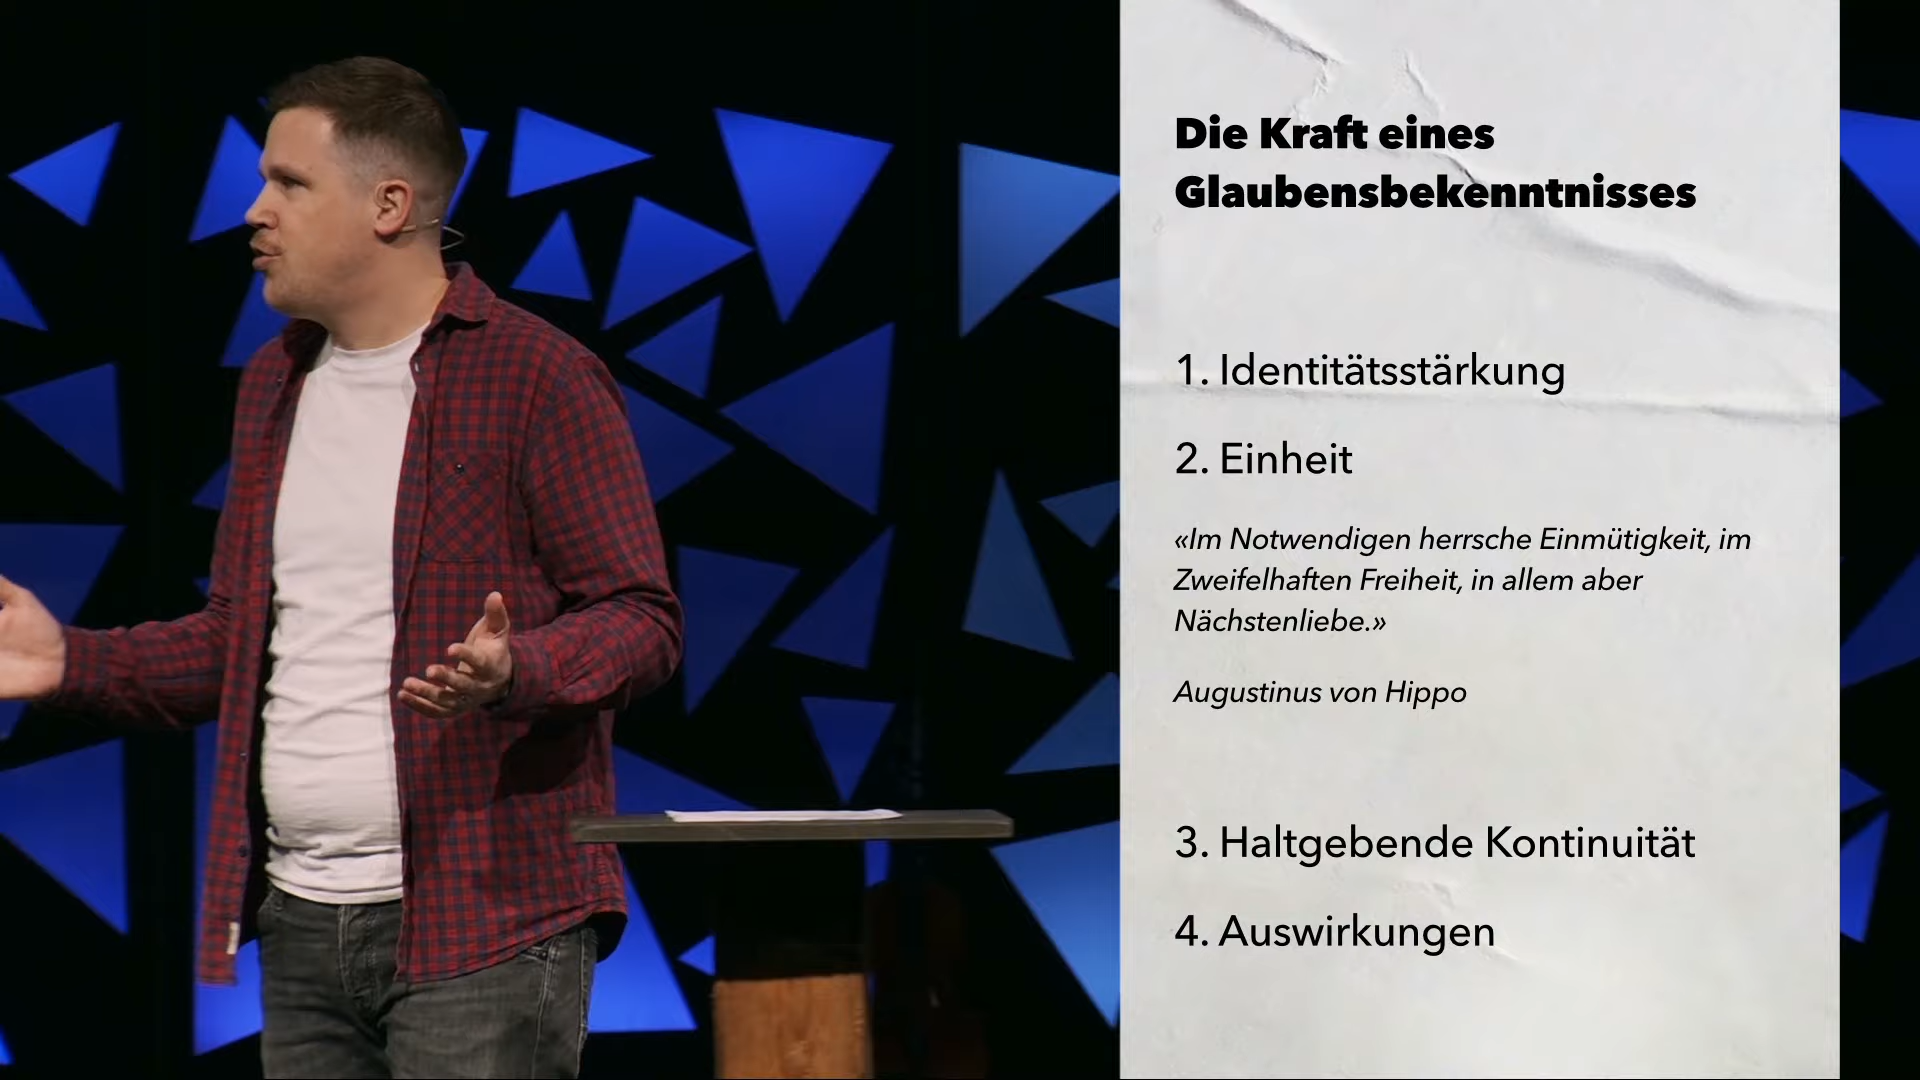 Die Kraft eines
Glaubensbekenntnisses
1. Identitätsstärkung
2. Einheit
«Im Notwendigen herrsche Einmütigkeit, im
Zweifelhaften Freiheit, in allem aber
Nächstenliebe.»
Augustinus von Hippo
3. Haltgebende Kontinuität
4. Auswirkungen